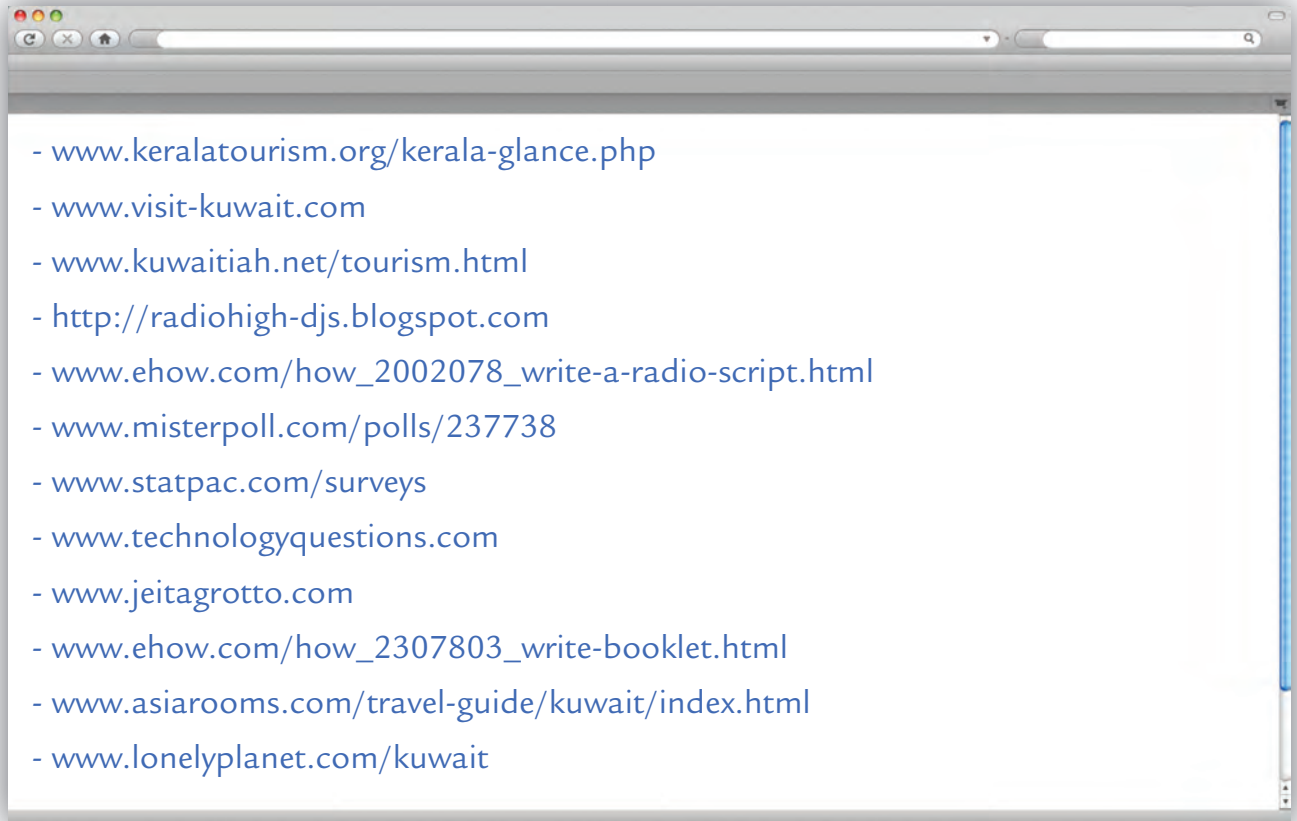 - www.keralatourism.org/kerala-glance.php
- www.visit-kuwait.com
- www.kuwaitiah.net/tourism.html
- http://radiohigh-djs.blogspot.com
- www.ehow.com/how_2002078_write-a-radio-script.html
- www.misterpoll.com/polls/237738
- www.statpac.com/surveys
- www.technologyquestions.com
- www.jeitagrotto.com
- www.ehow.com/how_2307803_write-booklet.html
- www.asiarooms.com/travel-guide/kuwait/index.html
- www.lonelyplanet.com/kuwait